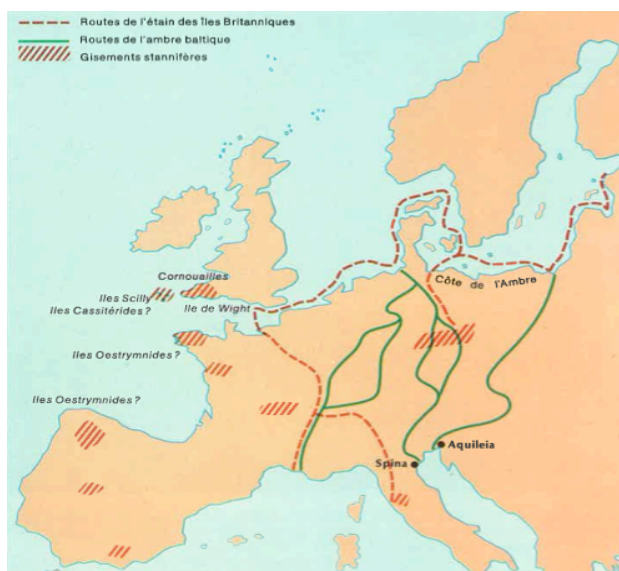 Routes de l'étain des Îles Britanniques
Routes de l'ambre baltique
Gisements stannifères
Cornouailles
Iles Scilly
Iles Cassitérides ?
Ile de Wight
Côte de l'Ambre
Iles Oestrymnides ?
Iles Oestrymnides ?
Aquileia
Spina